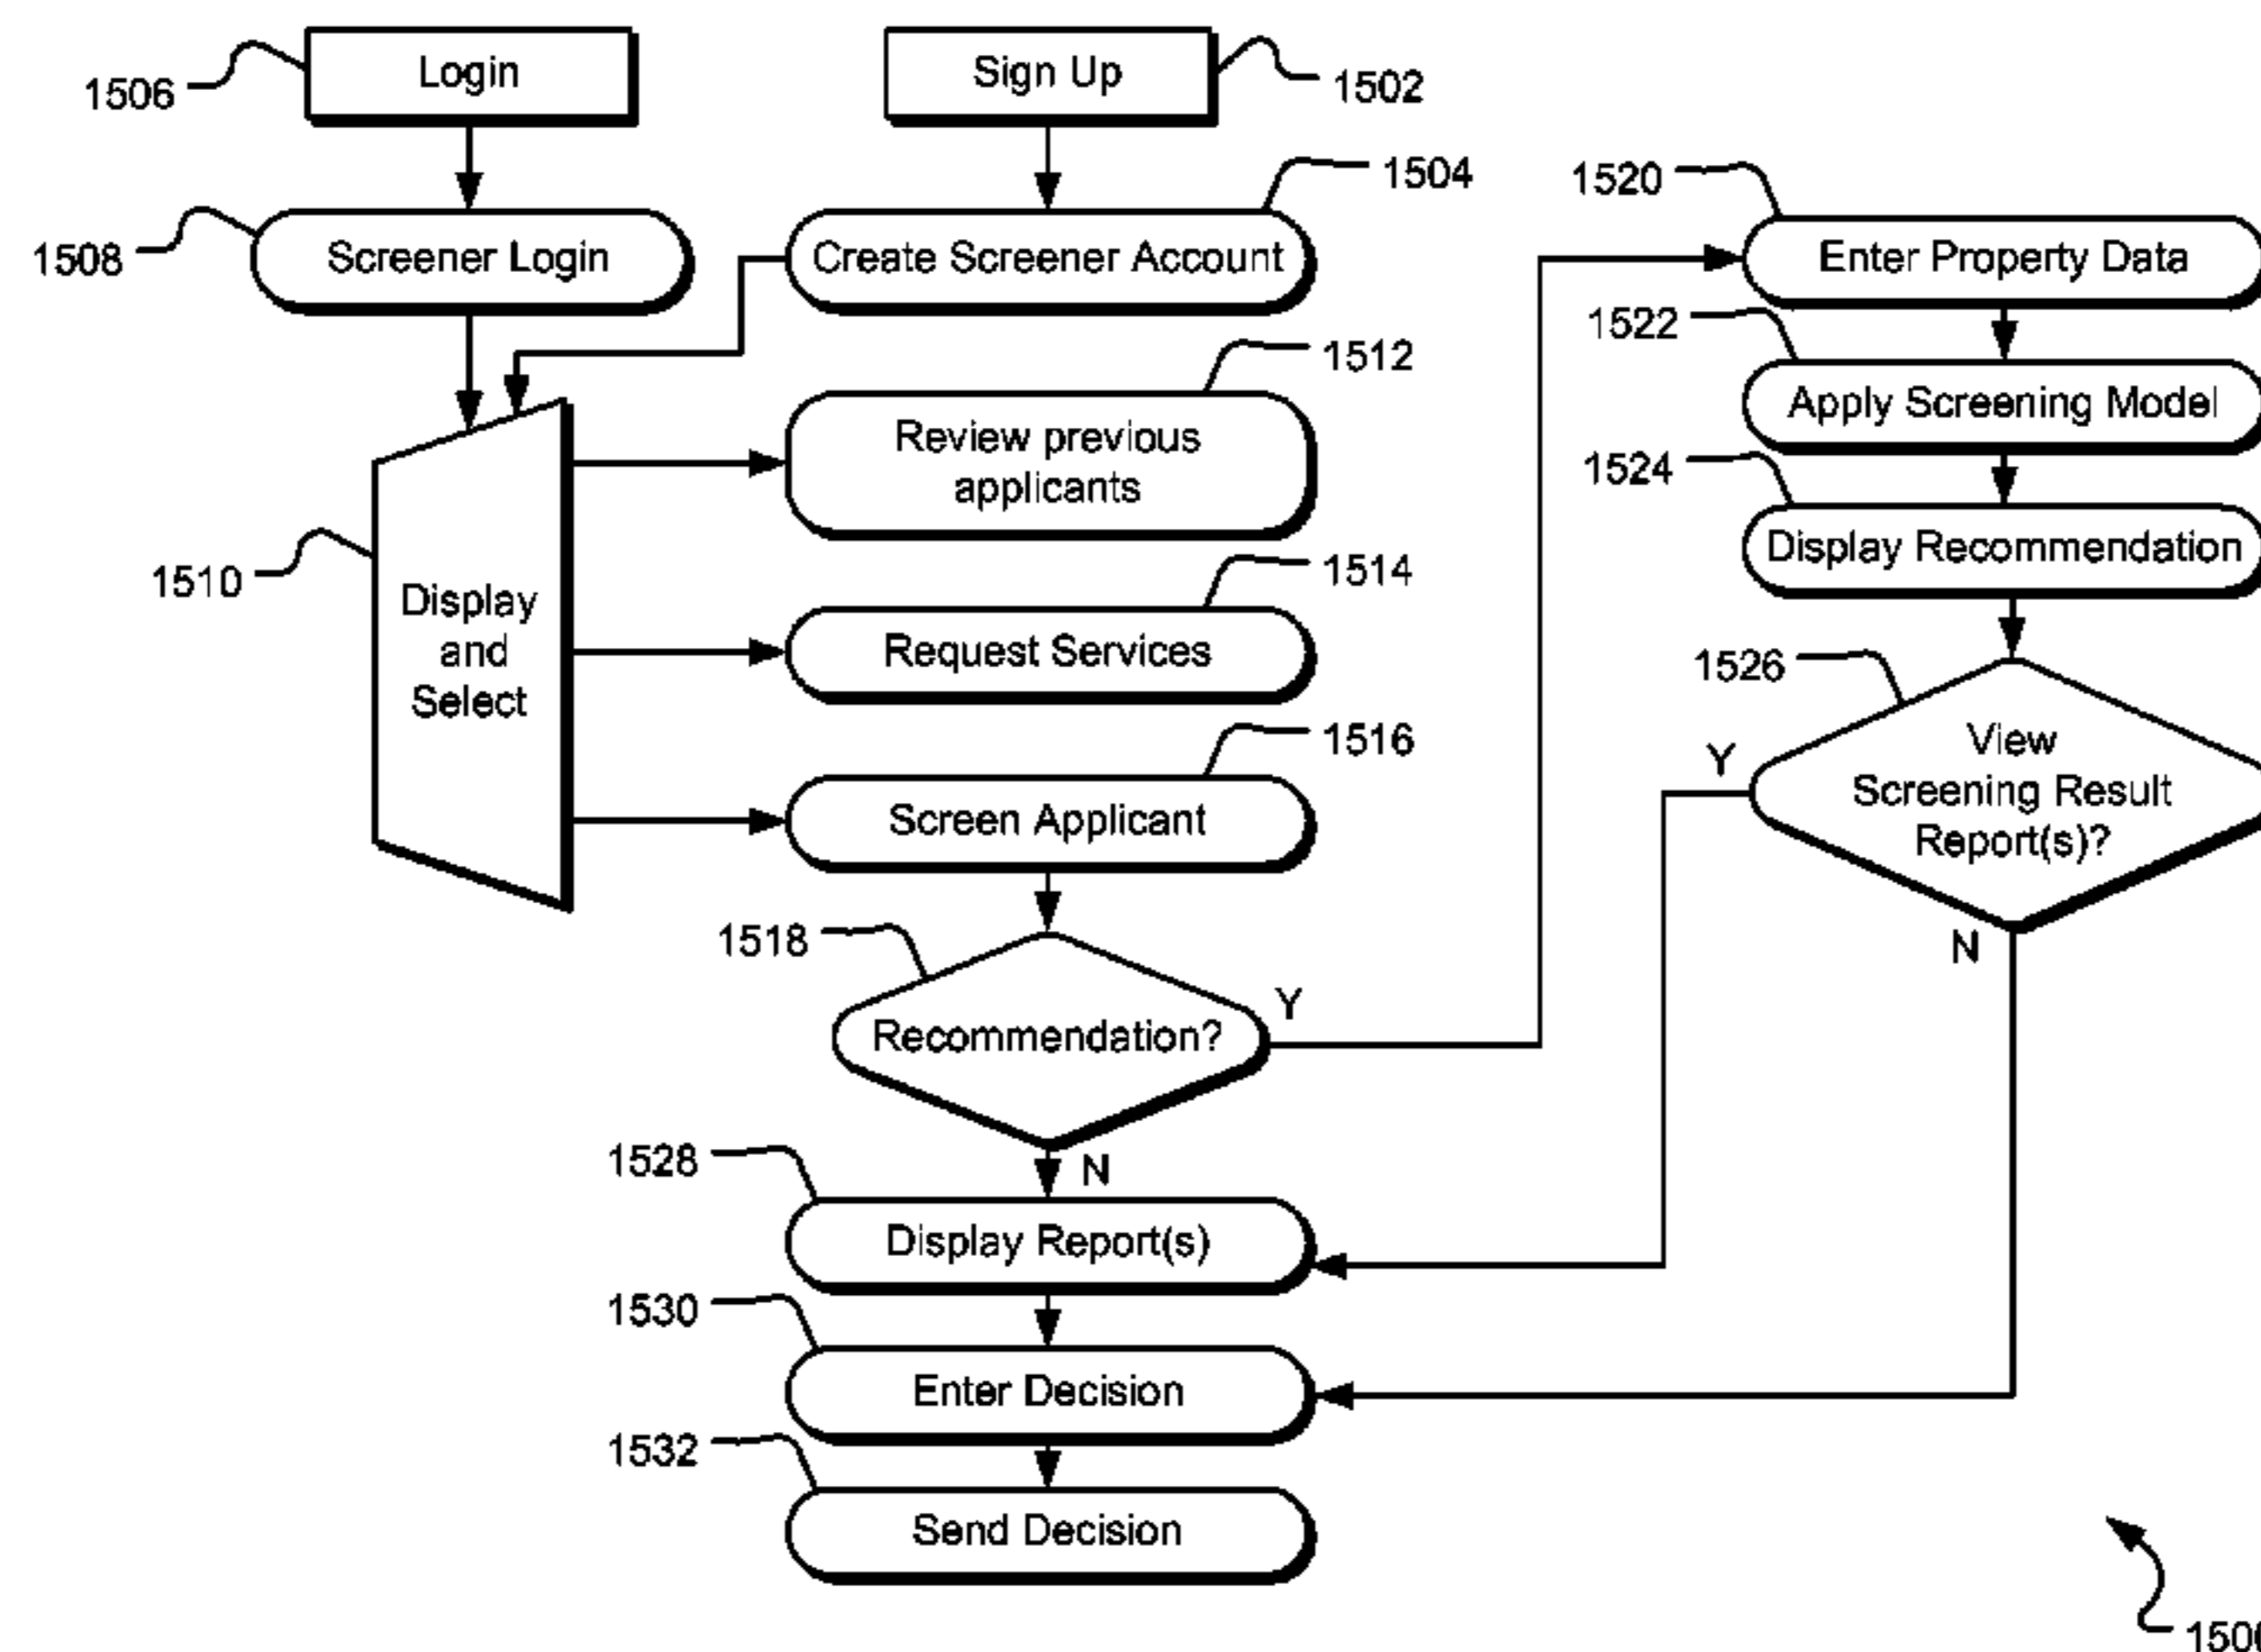 Login
1506
Sign Up
1502
Screener Login
1508
Create Screener Account
1504
Display
and
Select
1510
Review previous
applicants
1512
Request Services
1514
Screen Applicant
1516
Recommendation?
1518
Y
N
Enter Property Data
1520
Apply Screening Model
1522
Display Recommendation
1524
View
Screening Result
Report(s)?
1526
Y
N
Display Report(s)
1528
Enter Decision
1530
Send Decision
1532
1500